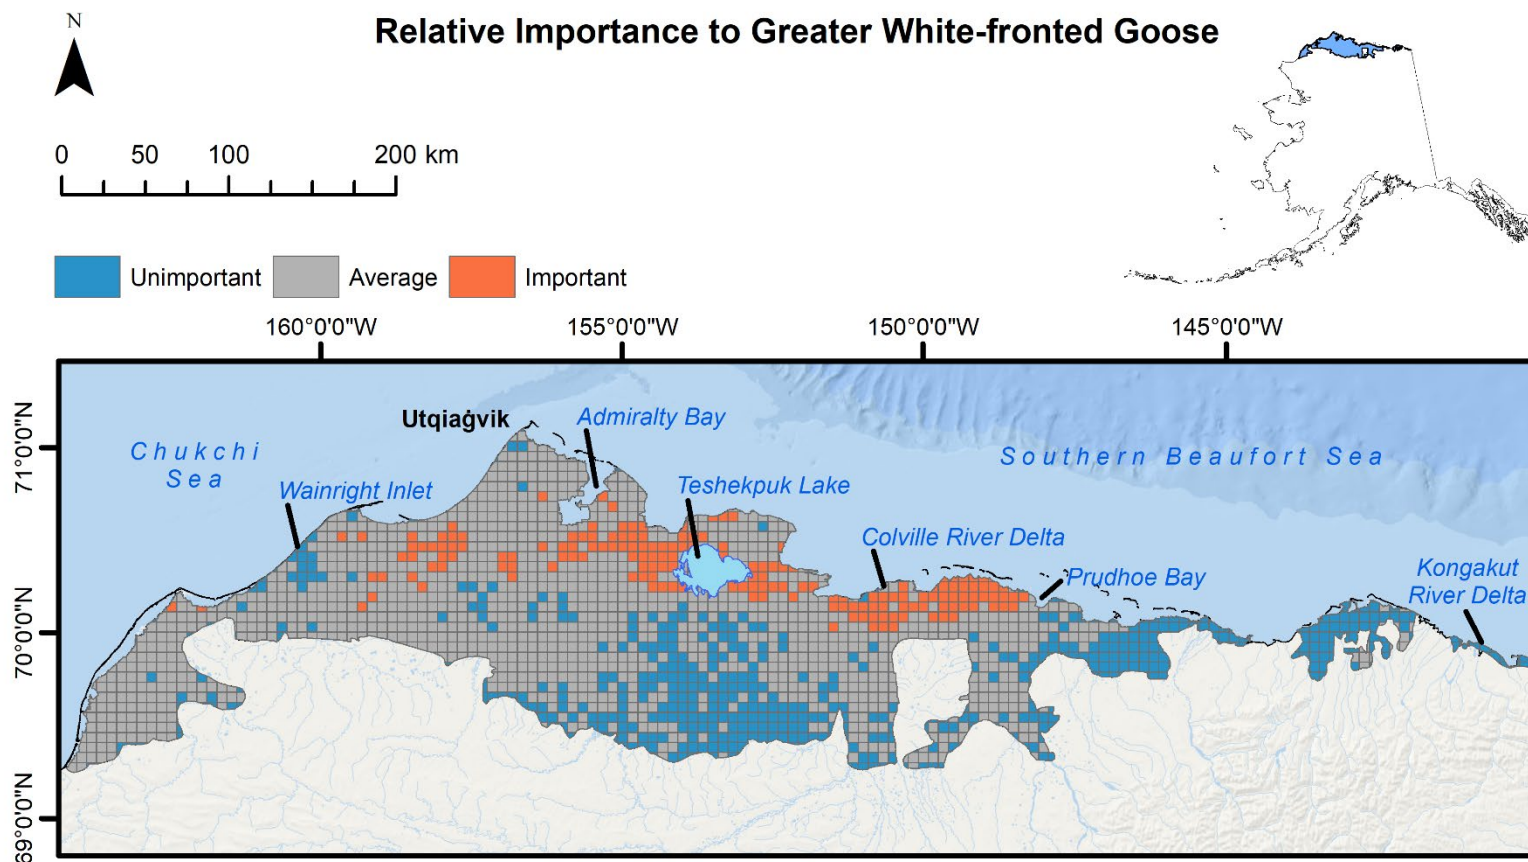 Relative Importance to Greater White-fronted Goose
N
0 50 100 200 km
Unimportant Average Important
160°0'0"W 155°0'0"W 150°0'0"W 145°0'0"W
71°0'0"N
70°0'0"N
69°0'0"N
Utqiaġvik
Admiralty Bay
Chukchi
Sea
Southern Beaufort Sea
Wainright Inlet
Teshekpuk Lake
Colville River Delta
Prudhoe Bay
Kongakut
River Delta